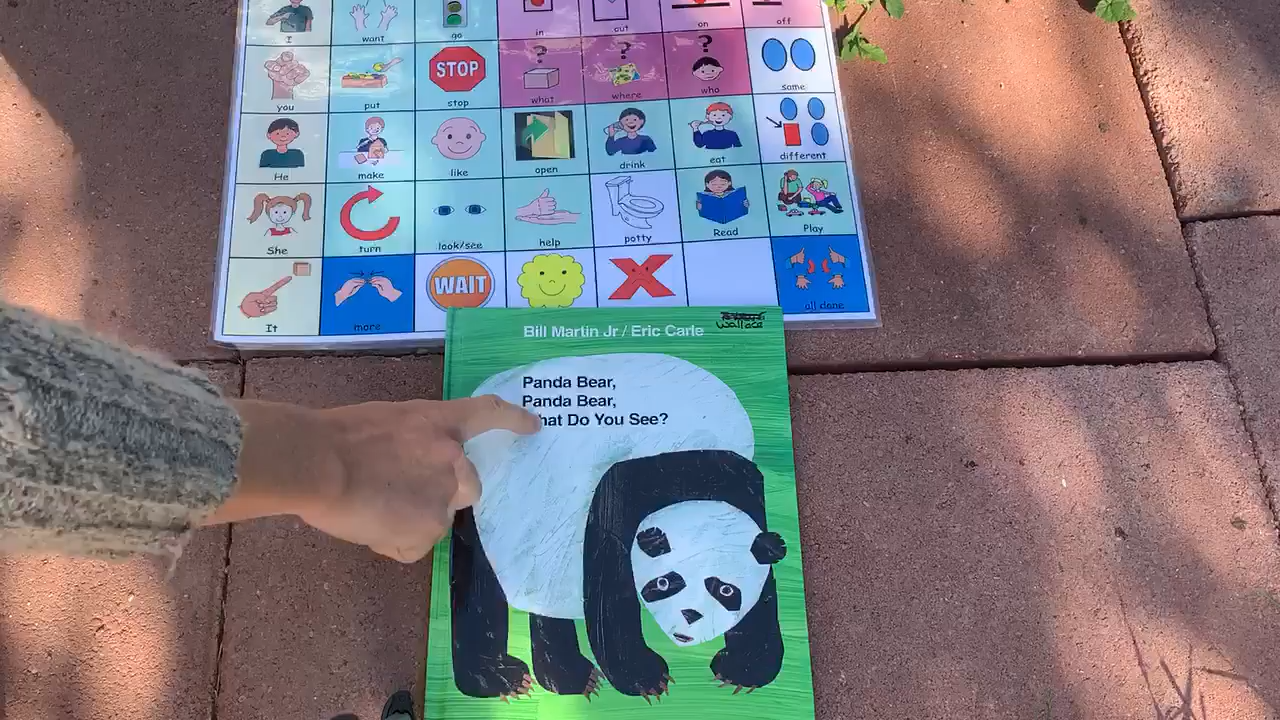 I want go in out on off
you put STOP stop what where who same
He make like open drink eat different
She turn look/see help potty Read Play
It more WAIT all done
Bill Martin Jr / Eric Carle
Wallace
Panda Bear,
Panda Bear,
hat Do You See?